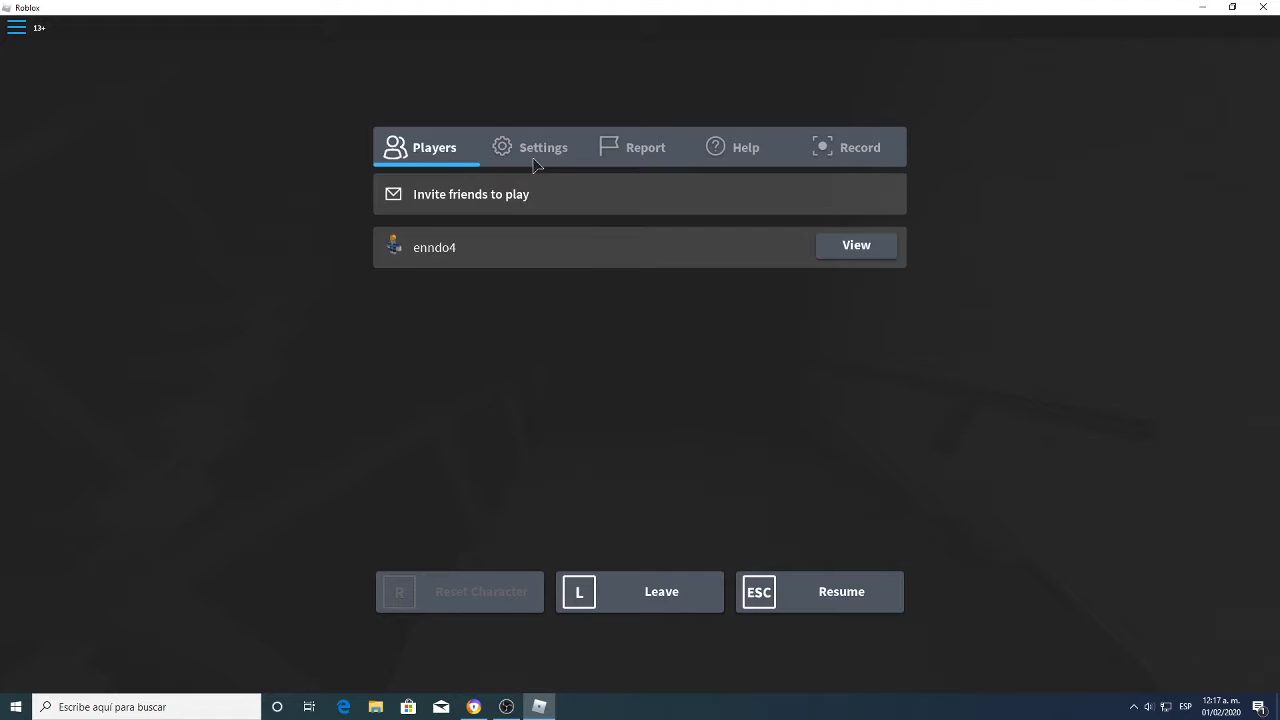 Roblox
13+
Players Settings Report Help Record
Invite friends to play
enndo4 View
R Reset Character L Leave ESC Resume
Escribe aquí para buscar ESP 12:17 a. m.
01/02/2020 1